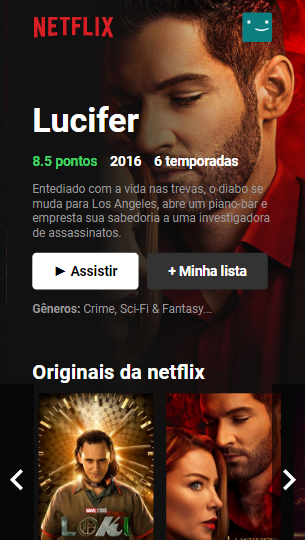 NETFLIX
Lucifer
8.5 pontos 2016 6 temporadas
Entediado com a vida nas trevas, o diabo se
muda para Los Angeles, abre um piano-bar e
empresta sua sabedoria a uma investigadora
de assassinatos.
► Assistir + Minha lista
Gêneros: Crime, Sci-Fi & Fantasy...
Originais da netflix
MARVEL STUDIOS
LOKI